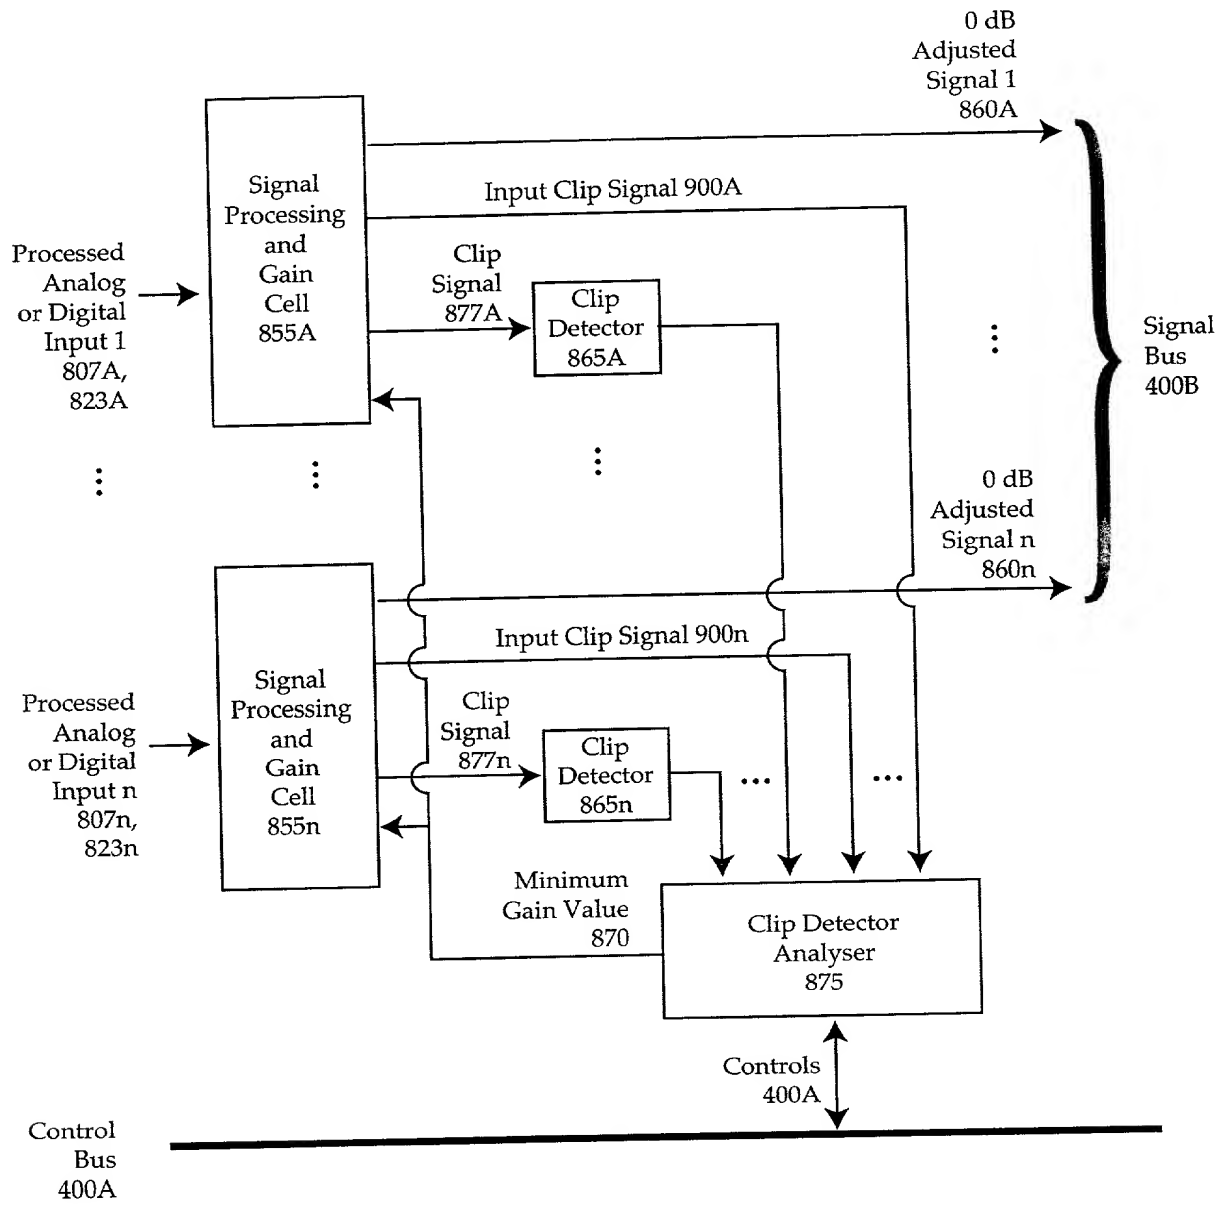 0 dB
Adjusted
Signal 1
860A
Signal
Processing
and
Gain
Cell
855A
Input Clip Signal 900A
Processed
Analog
or Digital
Input 1
807A,
823A
Clip
Signal
877A
Clip
Detector
865A
Signal
Bus
400B
0 dB
Adjusted
Signal n
860n
Signal
Processing
and
Gain
Cell
855n
Input Clip Signal 900n
Processed
Analog
or Digital
Input n
807n,
823n
Clip
Signal
877n
Clip
Detector
865n
Minimum
Gain Value
870
Clip Detector
Analyser
875
Controls
400A
Control
Bus
400A